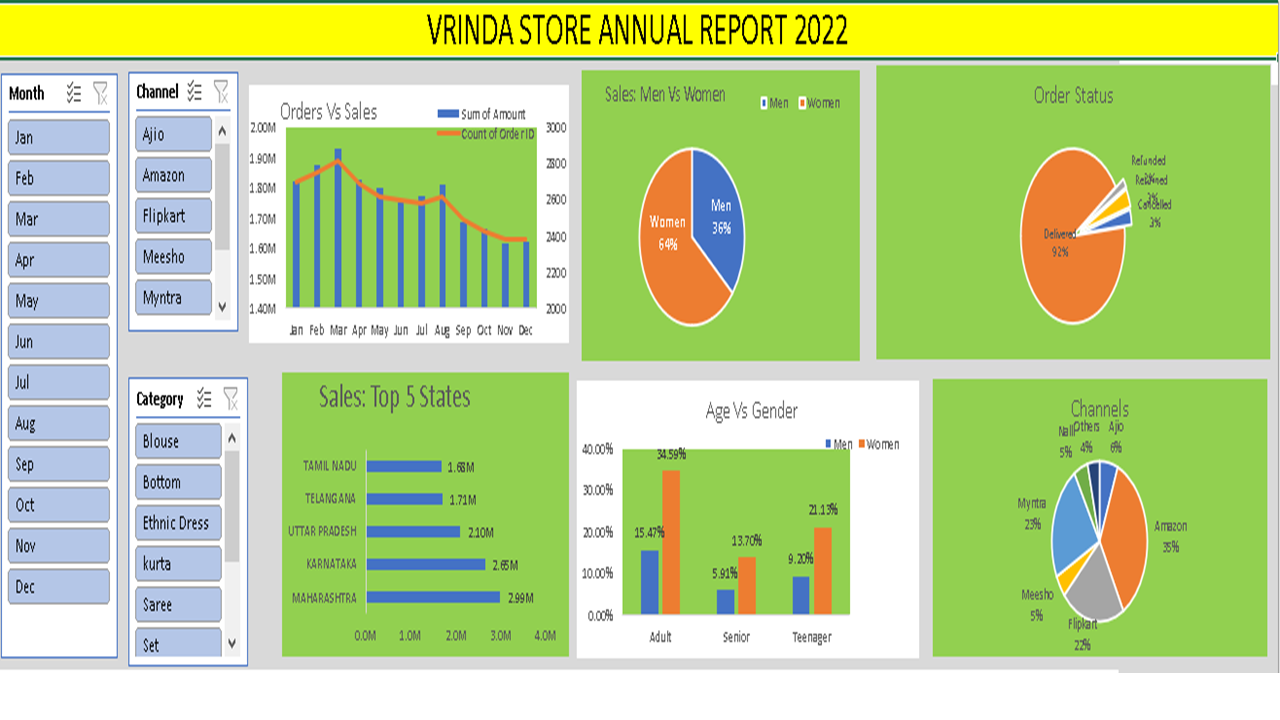 VRINDA STORE ANNUAL REPORT 2022
Month
Jan
Feb
Mar
Apr
May
Jun
Jul
Aug
Sep
Oct
Nov
Dec
Channel
Ajio
Amazon
Flipkart
Meesho
Myntra
Category
Blouse
Bottom
Ethnic Dress
kurta
Saree
Set
Orders Vs Sales
Sum of Amount
Count of Order ID
2.00M
1.90M
1.80M
1.70M
1.60M
1.50M
1.40M
3000
2800
2600
2400
2200
2000
Jan Feb Mar Apr May Jun Jul Aug Sep Oct Nov Dec
Sales: Men Vs Women
Men Women
Men
36%
Women
64%
Order Status
Refunded
Returned
Cancelled
3%
Delivered
92%
Sales: Top 5 States
TAMIL NADU 1.68M
TELANGANA 1.71M
UTTAR PRADESH 2.10M
KARNATAKA 2.65M
MAHARASHTRA 2.99M
0.0M 1.0M 2.0M 3.0M 4.0M
Age Vs Gender
Men Women
40.00%
30.00%
20.00%
10.00%
0.00%
15.47% 34.59%
5.91% 13.70%
9.20% 21.13%
Adult Senior Teenager
Channels
Nalli
5%
Others
4%
Ajio
6%
Myntra
23%
Amazon
35%
Meesho
5%
Flipkart
22%